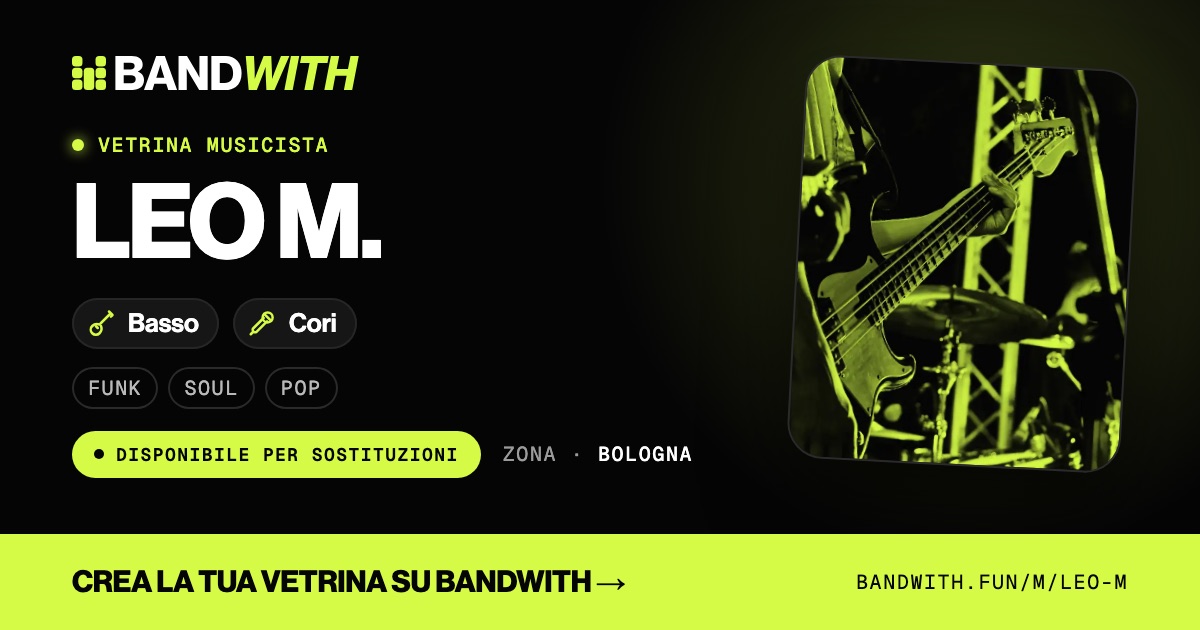 BANDWITH
VETRINA MUSICISTA
LEO M.
Basso Cori
FUNK SOUL POP
DISPONIBILE PER SOSTITUZIONI ZONA · BOLOGNA
CREA LA TUA VETRINA SU BANDWITH → BANDWITH.FUN/M/LEO-M